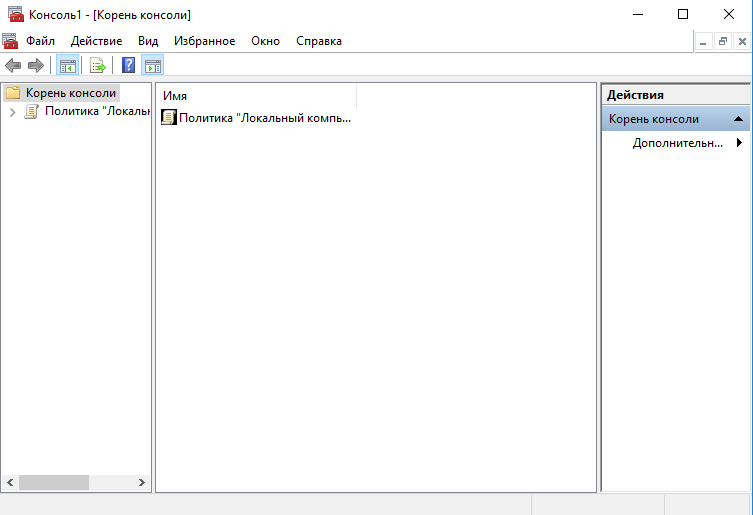 Консоль1 - [Корень консоли]
Файл Действие Вид Избранное Окно Справка
Корень консоли
Политика "Локаль
Имя
Политика "Локальный компь...
Действия
Корень консоли
Дополнительн...